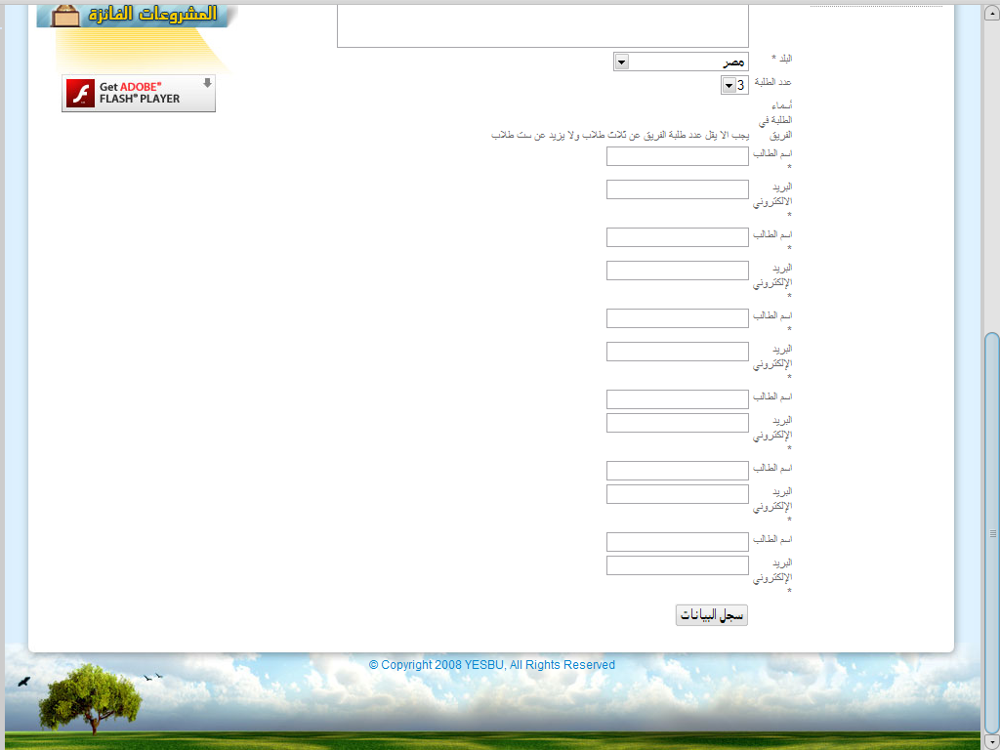 المشروعات الفائزة
Get ADOBE®
FLASH® PLAYER
البلد *
مصر
عدد الطلبة
3
أسماء
الطلبة في
الفريق
يجب الا يقل عدد طلبة الفريق عن ثلاث طلاب ولا يزيد عن ست طلاب
اسم الطالب
*
البريد
الالكتروني
*
اسم الطالب
*
البريد
الإلكتروني
*
اسم الطالب
*
البريد
الإلكتروني
*
اسم الطالب
البريد
الإلكتروني
*
اسم الطالب
البريد
الإلكتروني
*
اسم الطالب
البريد
الإلكتروني
*
سجل البيانات
© Copyright 2008 YESBU, All Rights Reserved